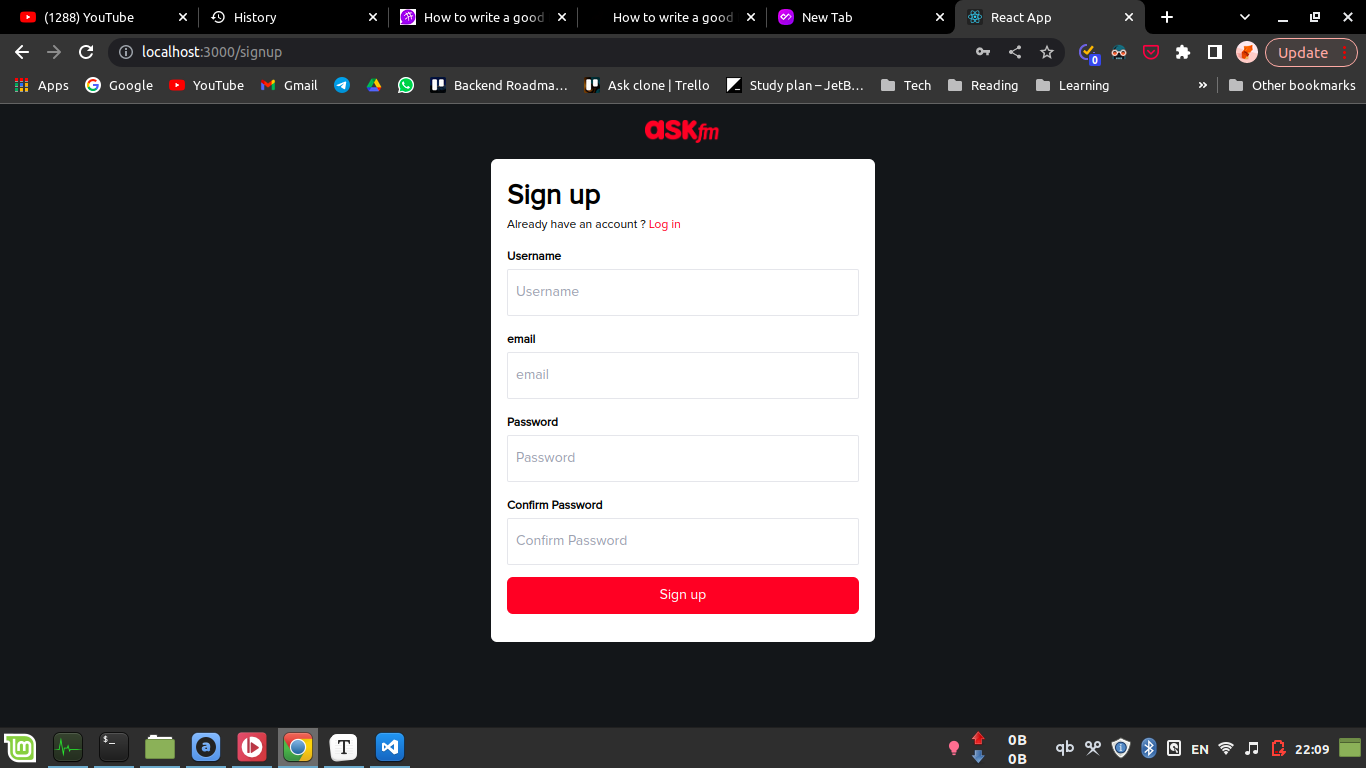 (1288) YouTube
History
How to write a good
How to write a good
New Tab
React App
localhost:3000/signup
0
Update
Apps
Google
YouTube
Gmail
Backend Roadma...
Ask clone | Trello
Study plan – JetB...
Tech
Reading
Learning
»
Other bookmarks
askfm
Sign up
Already have an account ? Log in
Username
Username
email
email
Password
Password
Confirm Password
Confirm Password
Sign up
$_
a
T
0B
0B
qb
EN
22:09